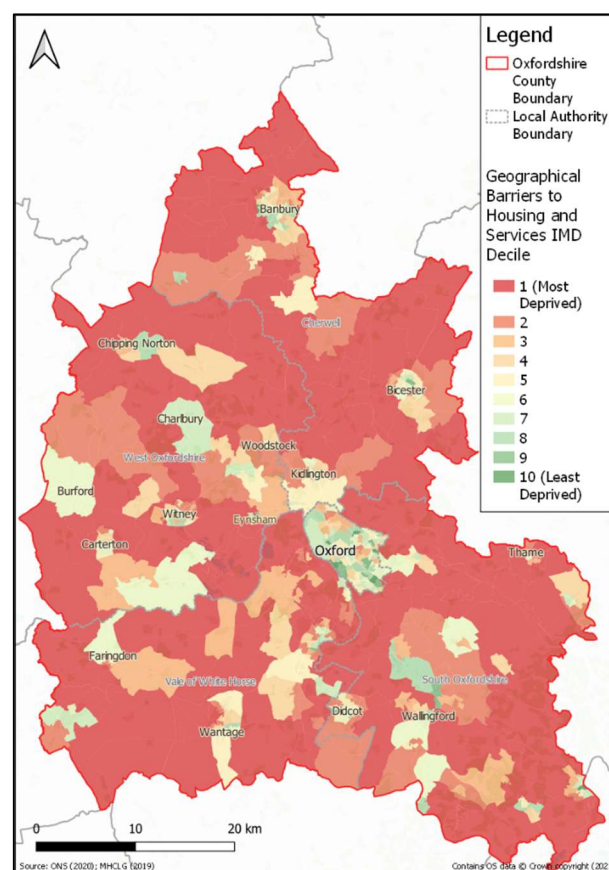 Legend
Oxfordshire
County
Boundary
Local Authority
Boundary
Geographical
Barriers to
Housing and
Services IMD
Decile
1 (Most
Deprived)
2
3
4
5
6
7
8
9
10 (Least
Deprived)
Banbury
Cherwell
Chipping Norton
Bicester
Charlbury
Woodstock
West Oxfordshire
Kidlington
Burford
Witney
Eynsham
Oxford
Carterton
Thame
Faringdon
Vale of White Horse
South Oxfordshire
Didcot
Wallingford
Wantage
0 10 20 km
Source: ONS (2020); MHCLG (2019)
Contains OS data © Crown copyright (202